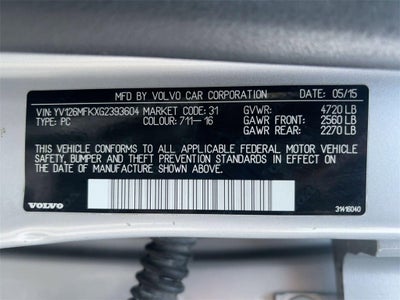 MFD. BY VOLVO CAR CORPORATION DATE: 05/15
VIN: YV126MFKXG2393604 MARKET CODE: 31 GVWR: 4720 LB
TYPE: PC COLOUR: 711-16 GAWR FRONT: 2560 LB
GAWR REAR: 2270 LB
THIS VEHICLE CONFORMS TO ALL APPLICABLE FEDERAL MOTOR VEHICLE
SAFETY, BUMPER AND THEFT PREVENTION STANDARDS IN EFFECT ON
THE DATE OF MANUFACTURE SHOWN ABOVE.
VOLVO 31418040